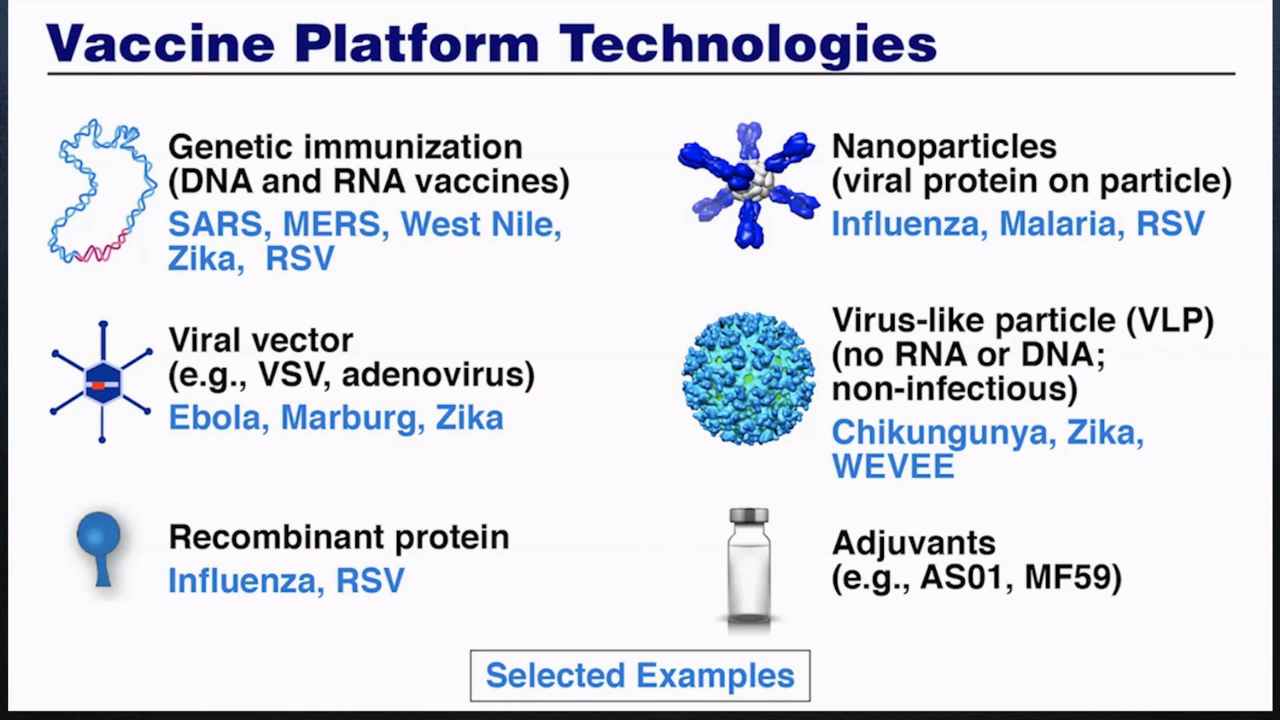 Vaccine Platform Technologies
Genetic immunization
(DNA and RNA vaccines)
SARS, MERS, West Nile,
Zika, RSV
Viral vector
(e.g., VSV, adenovirus)
Ebola, Marburg, Zika
Recombinant protein
Influenza, RSV
Nanoparticles
(viral protein on particle)
Influenza, Malaria, RSV
Virus-like particle (VLP)
(no RNA or DNA;
non-infectious)
Chikungunya, Zika,
WEVEE
Adjuvants
(e.g., AS01, MF59)
Selected Examples